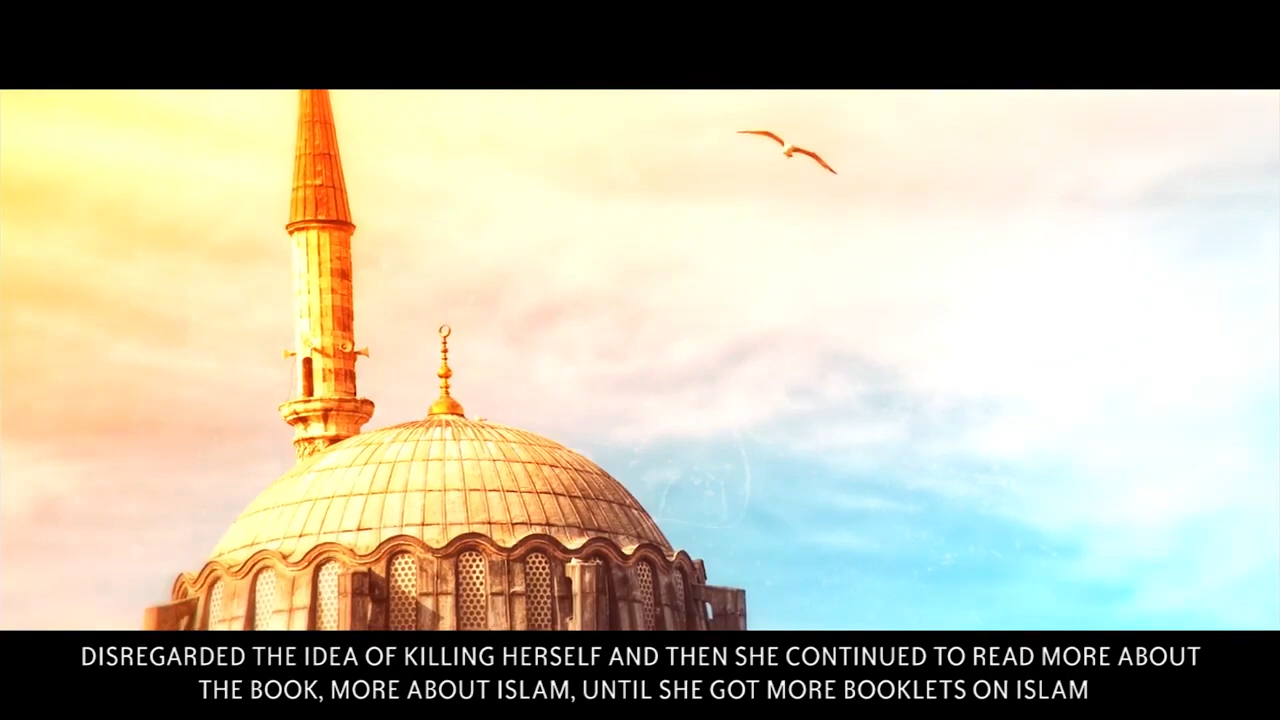 DISREGARDED THE IDEA OF KILLING HERSELF AND THEN SHE CONTINUED TO READ MORE ABOUT
THE BOOK, MORE ABOUT ISLAM, UNTIL SHE GOT MORE BOOKLETS ON ISLAM